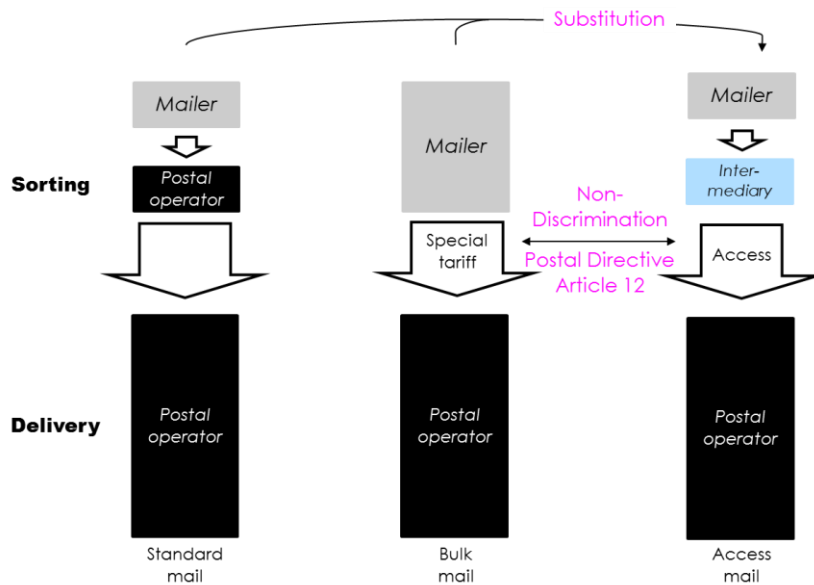 Substitution
Mailer
Mailer
Mailer
Sorting
Postal
operator
Inter-
mediary
Non-
Discrimination
Special
tariff
Postal Directive
Article 12
Access
Delivery
Postal
operator
Postal
operator
Postal
operator
Standard
mail
Bulk
mail
Access
mail